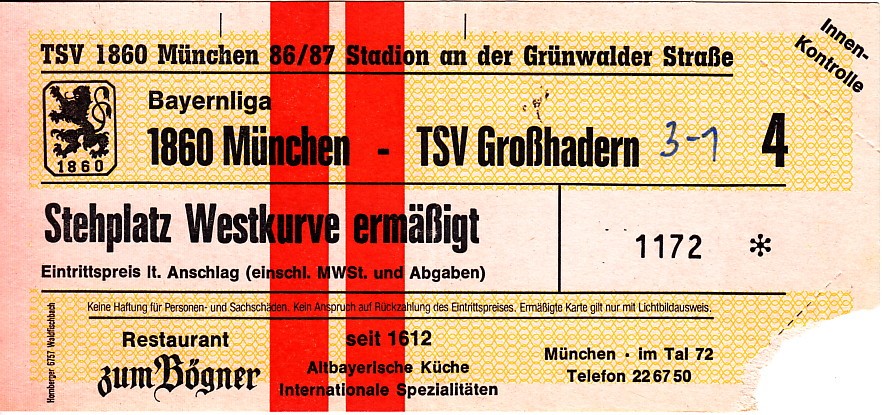 TSV 1860 München 86/87 Stadion an der Grünwalder Straße
Innen-
Kontrolle
1860
Bayernliga
1860 München - TSV Großhadern 3-1 4
Stehplatz Westkurve ermäßigt
Eintrittspreis lt. Anschlag (einschl. MWSt. und Abgaben)
1172 *
Keine Haftung für Personen- und Sachschäden. Kein Anspruch auf Rückzahlung des Eintrittspreises. Ermäßigte Karte gilt nur mit Lichtbildausweis.
Homberger 6757 Waldfischbach
Restaurant
zum Bögner
seit 1612
Altbayerische Küche
Internationale Spezialitäten
München · im Tal 72
Telefon 22 67 50